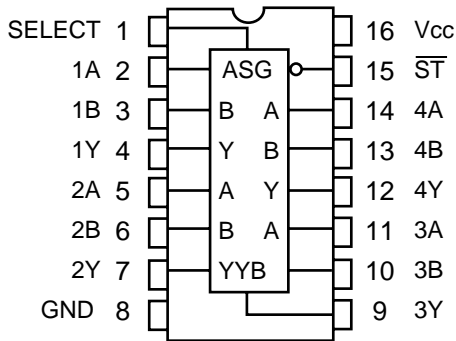 SELECT 1 16 Vcc
1A 2 ASG 15 S̅T̅
1B 3 B A 14 4A
1Y 4 Y B 13 4B
2A 5 A Y 12 4Y
2B 6 B A 11 3A
2Y 7 YYB 10 3B
GND 8 9 3Y